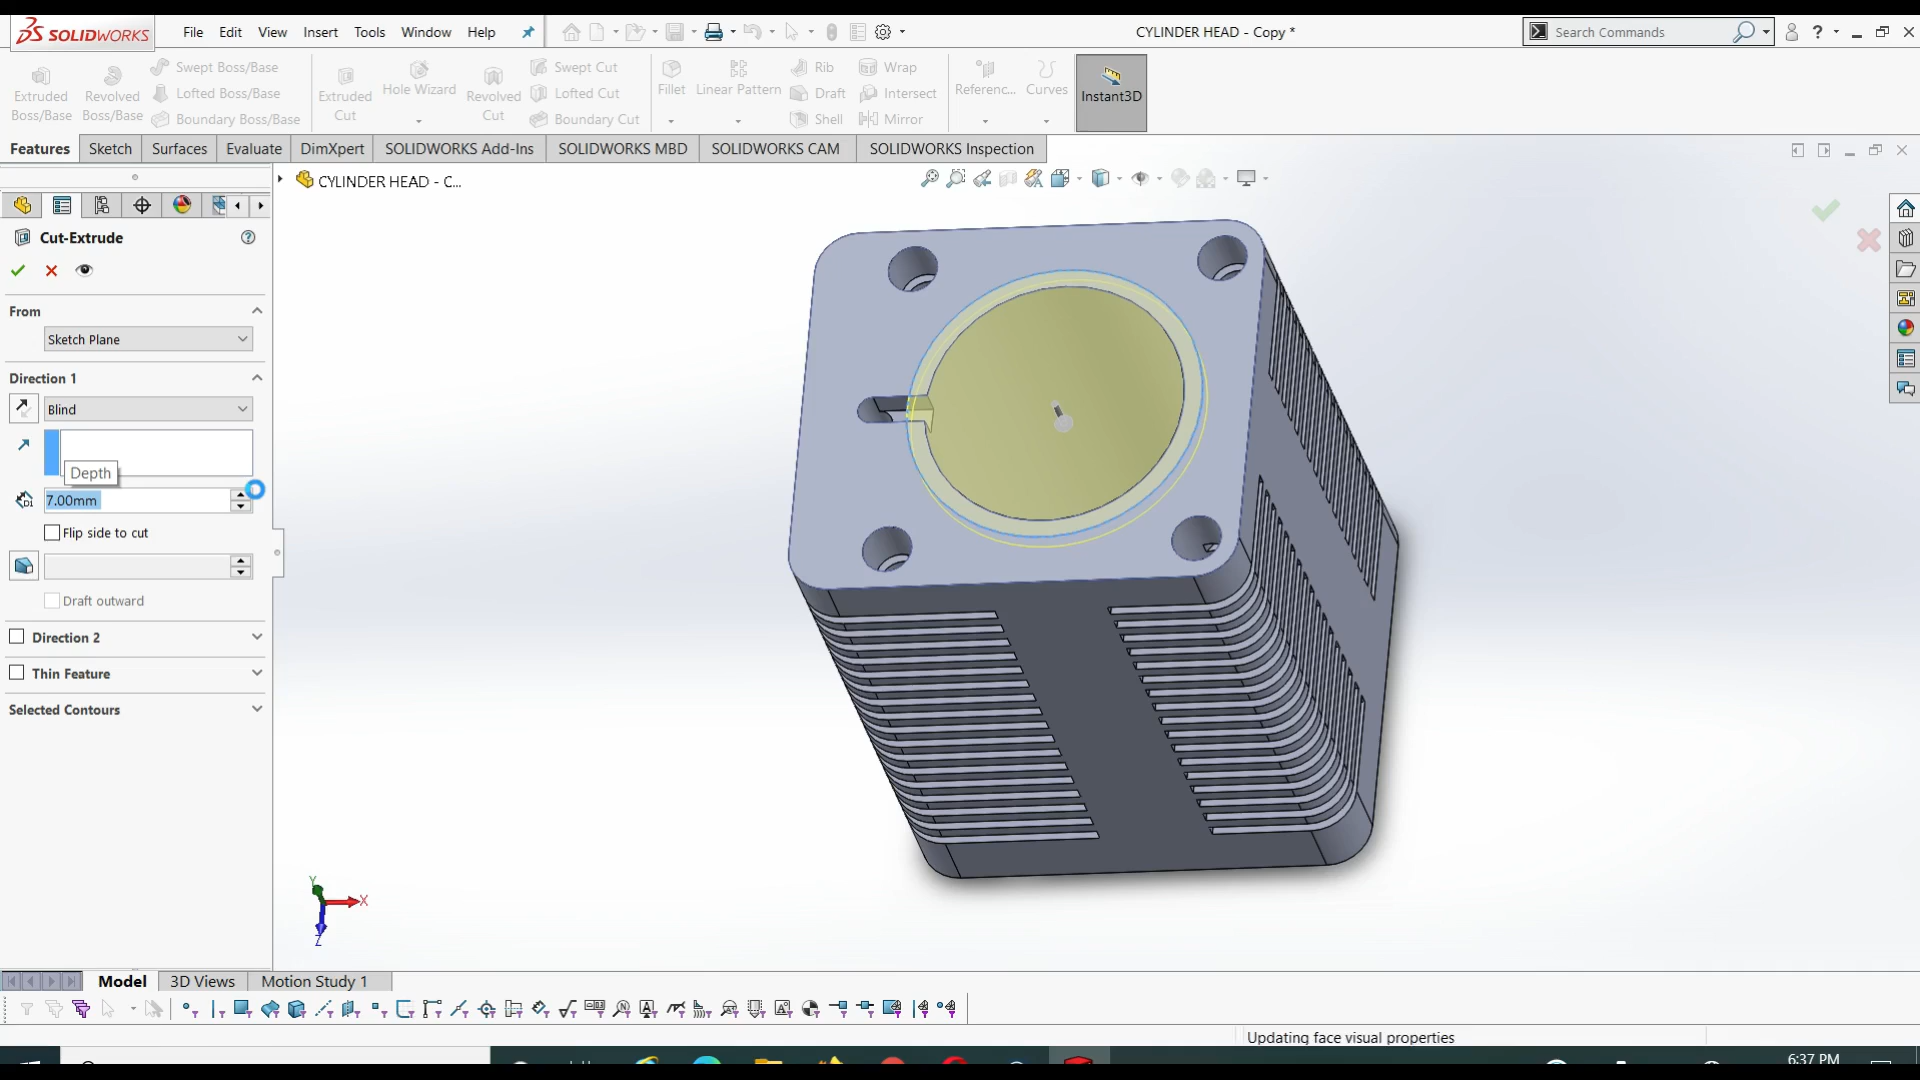 SOLIDWORKS
File Edit View Insert Tools Window Help
CYLINDER HEAD - Copy *
Search Commands
Extruded Boss/Base
Revolved Boss/Base
Swept Boss/Base
Lofted Boss/Base
Boundary Boss/Base
Extruded Cut
Hole Wizard
Revolved Cut
Swept Cut
Lofted Cut
Boundary Cut
Fillet
Linear Pattern
Rib
Draft
Shell
Wrap
Intersect
Mirror
Referenc...
Curves
Instant3D
Features Sketch Surfaces Evaluate DimXpert SOLIDWORKS Add-Ins SOLIDWORKS MBD SOLIDWORKS CAM SOLIDWORKS Inspection
CYLINDER HEAD - C...
Cut-Extrude
From
Sketch Plane
Direction 1
Blind
Depth
D1
7.00mm
Flip side to cut
Draft outward
Direction 2
Thin Feature
Selected Contours
Y
X
Z
Model 3D Views Motion Study 1
Updating face visual properties
6:37 PM